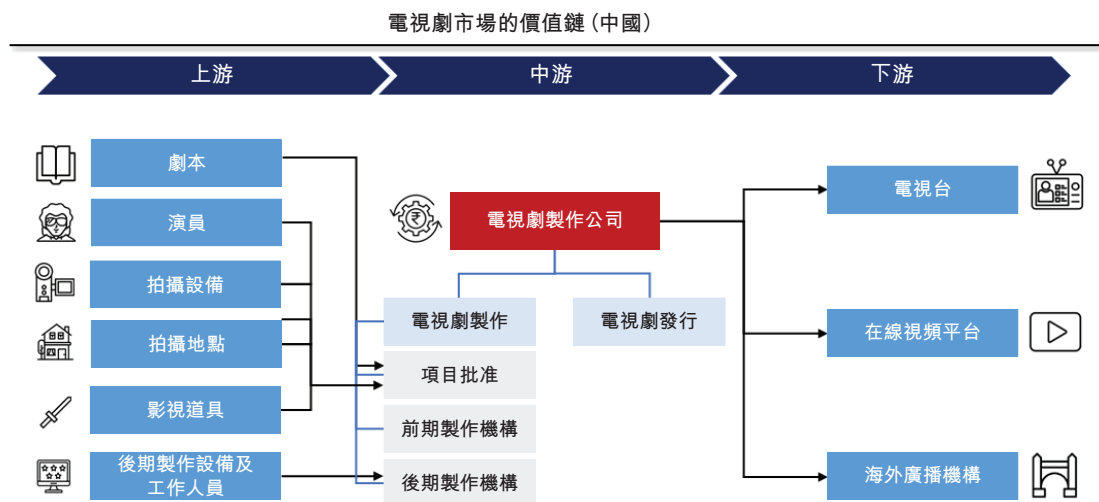 電視劇市場的價值鏈(中國)
上游
中游
下游
劇本
演員
拍攝設備
拍攝地點
影視道具
後期製作設備及
工作人員
電視劇製作公司
電視劇製作
電視劇發行
項目批准
前期製作機構
後期製作機構
電視台
在線視頻平台
海外廣播機構